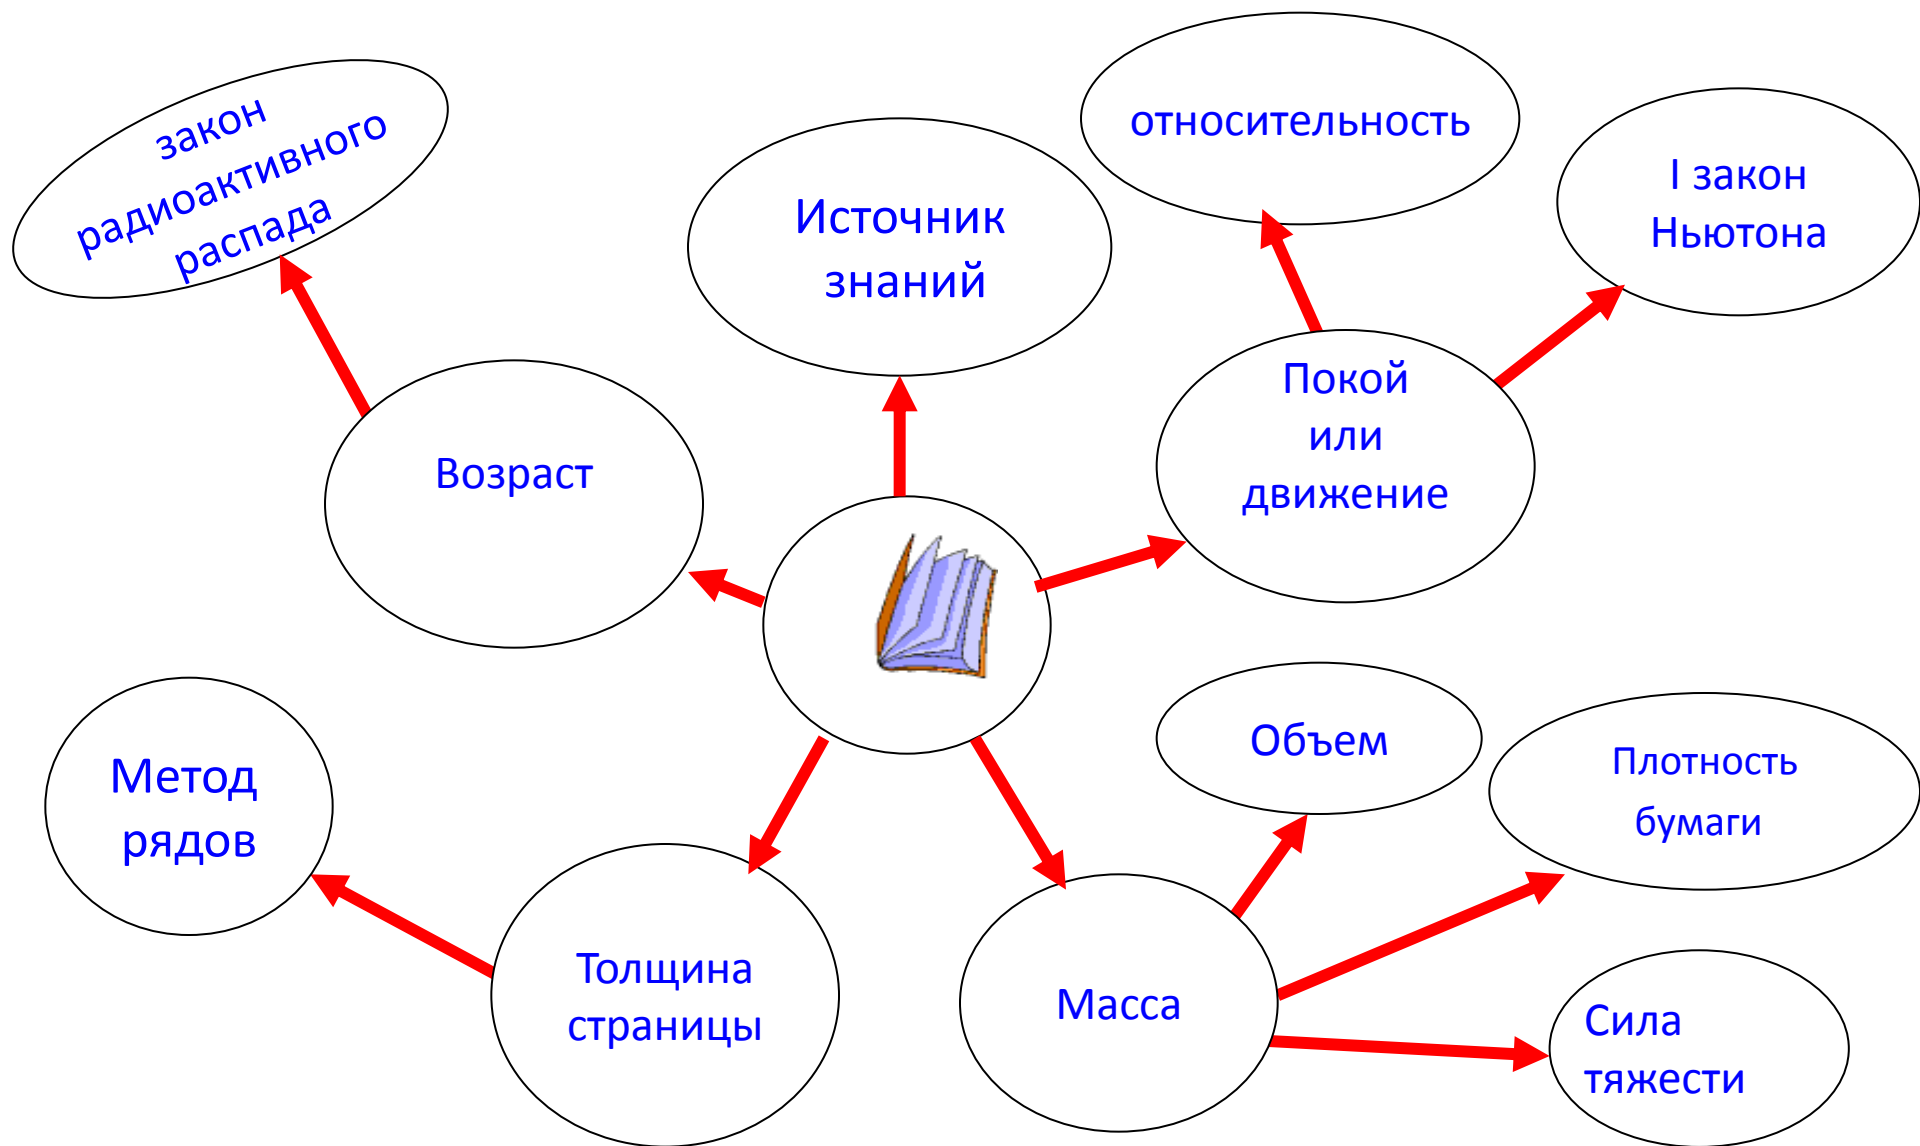 закон
радиоактивного
распада
Источник
знаний
относительность
I закон
Ньютона
Возраст
Покой
или
движение
Метод
рядов
Объем
Плотность
бумаги
Толщина
страницы
Масса
Сила
тяжести